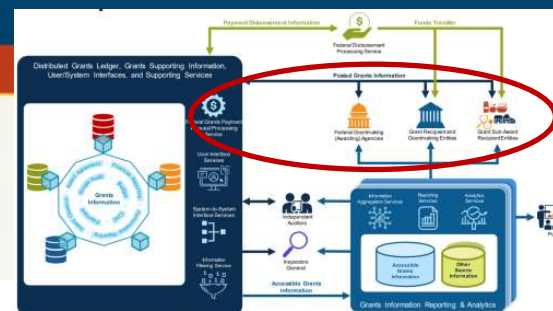 Payment Disbursement Information
Funds Transfer
Federal Disbursement
Processing Service
Distributed Grants Ledger, Grants Supporting Information,
User/System Interfaces, and Supporting Services
Posted Grants Information
Federal Grants Payment
Request Processing
Service
Federal Grantmaking
(Awarding) Agencies
Grant Recipient and
Grantmaking Entities
Grant Sub-Award
Recipient Entities
User Interface
Services
Grants
Information
System-to-System
Interface Services
Independent
Auditors
Information
Aggregation Services
Reporting
Services
Analytics
Services
Inspectors
General
Information
Filtering Service
Accessible
Grants
Information
Other
Source
Information
Accessible Grants
Information
Grants Information Reporting & Analytics